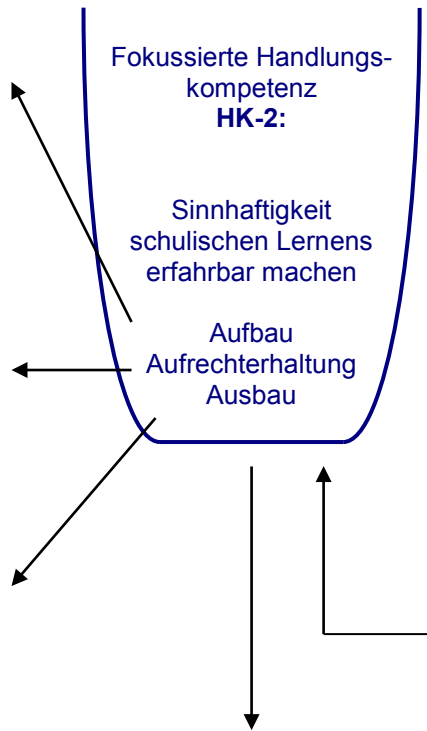 Fokussierte Handlungs-
kompetenz
HK-2:
Sinnhaftigkeit
schulischen Lernens
erfahrbar machen
Aufbau
Aufrechterhaltung
Ausbau